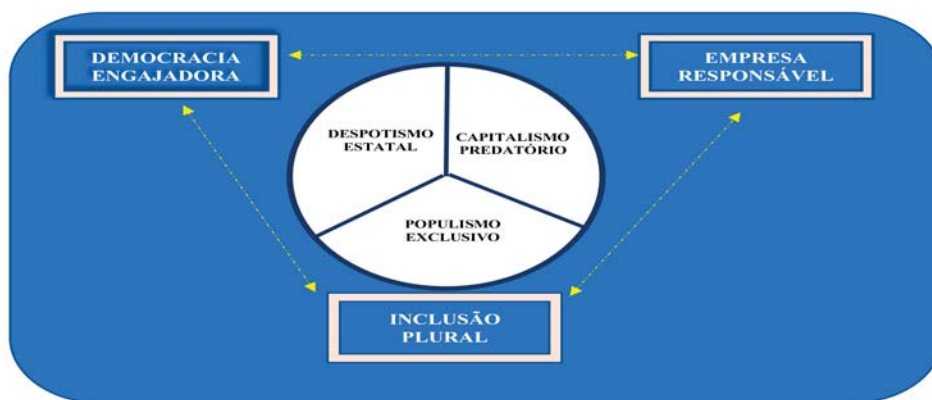 DEMOCRACIA
ENGAJADORA
EMPRESA
RESPONSÁVEL
DESPOTISMO
ESTATAL
CAPITALISMO
PREDATÓRIO
POPULISMO
EXCLUSIVO
INCLUSÃO
PLURAL